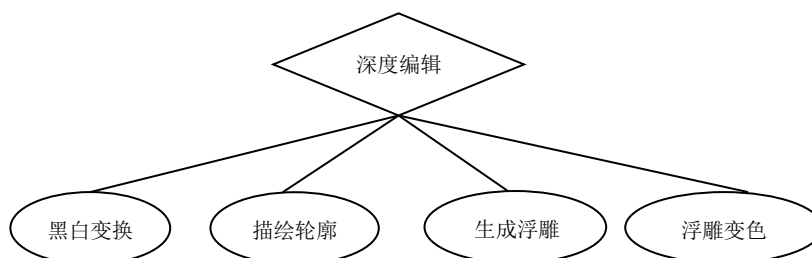 深度编辑
黑白变换
描绘轮廓
生成浮雕
浮雕变色